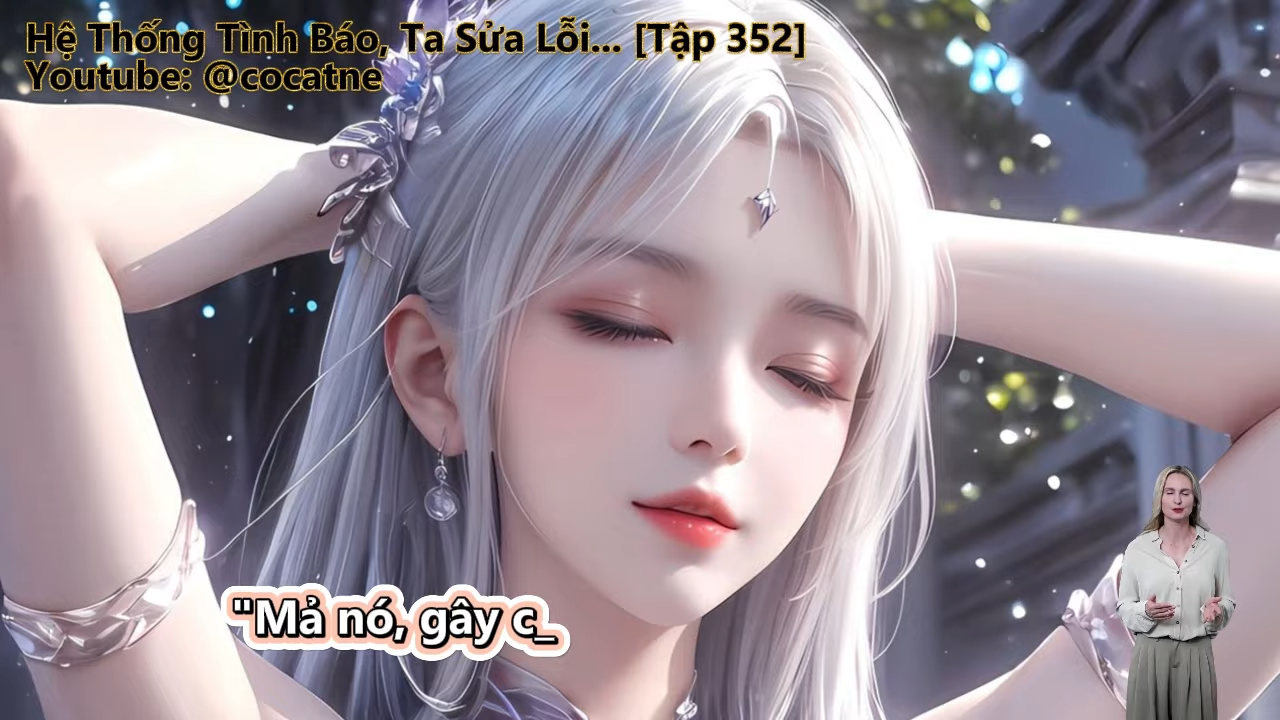 Hệ Thống Tình Báo, Ta Sửa Lỗi... [Tập 352]
Youtube: @cocatne
"Mả nó, gây c_